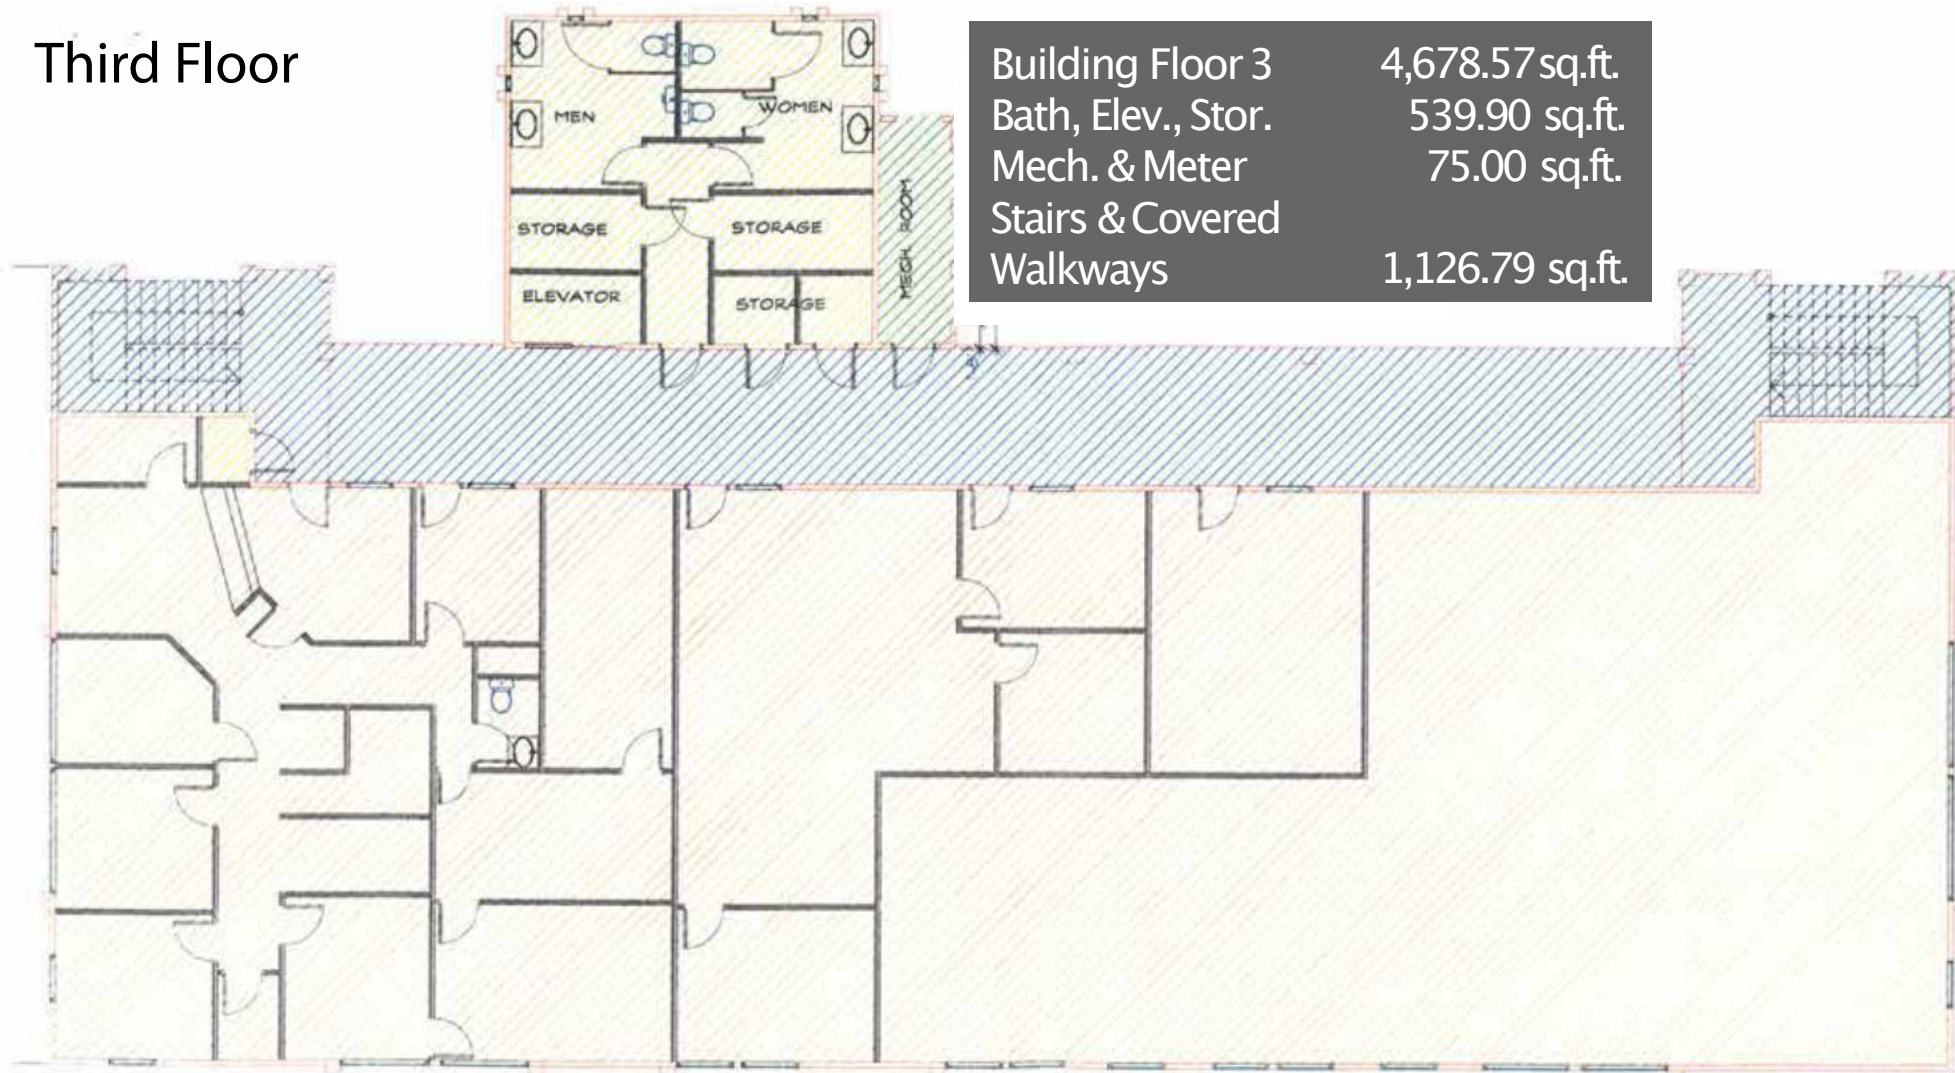 Third Floor
Building Floor 3 4,678.57 sq.ft.
Bath, Elev., Stor. 539.90 sq.ft.
Mech. & Meter 75.00 sq.ft.
Stairs & Covered
Walkways 1,126.79 sq.ft.
MEN
WOMEN
STORAGE
STORAGE
MECH. ROOM
ELEVATOR
STORAGE